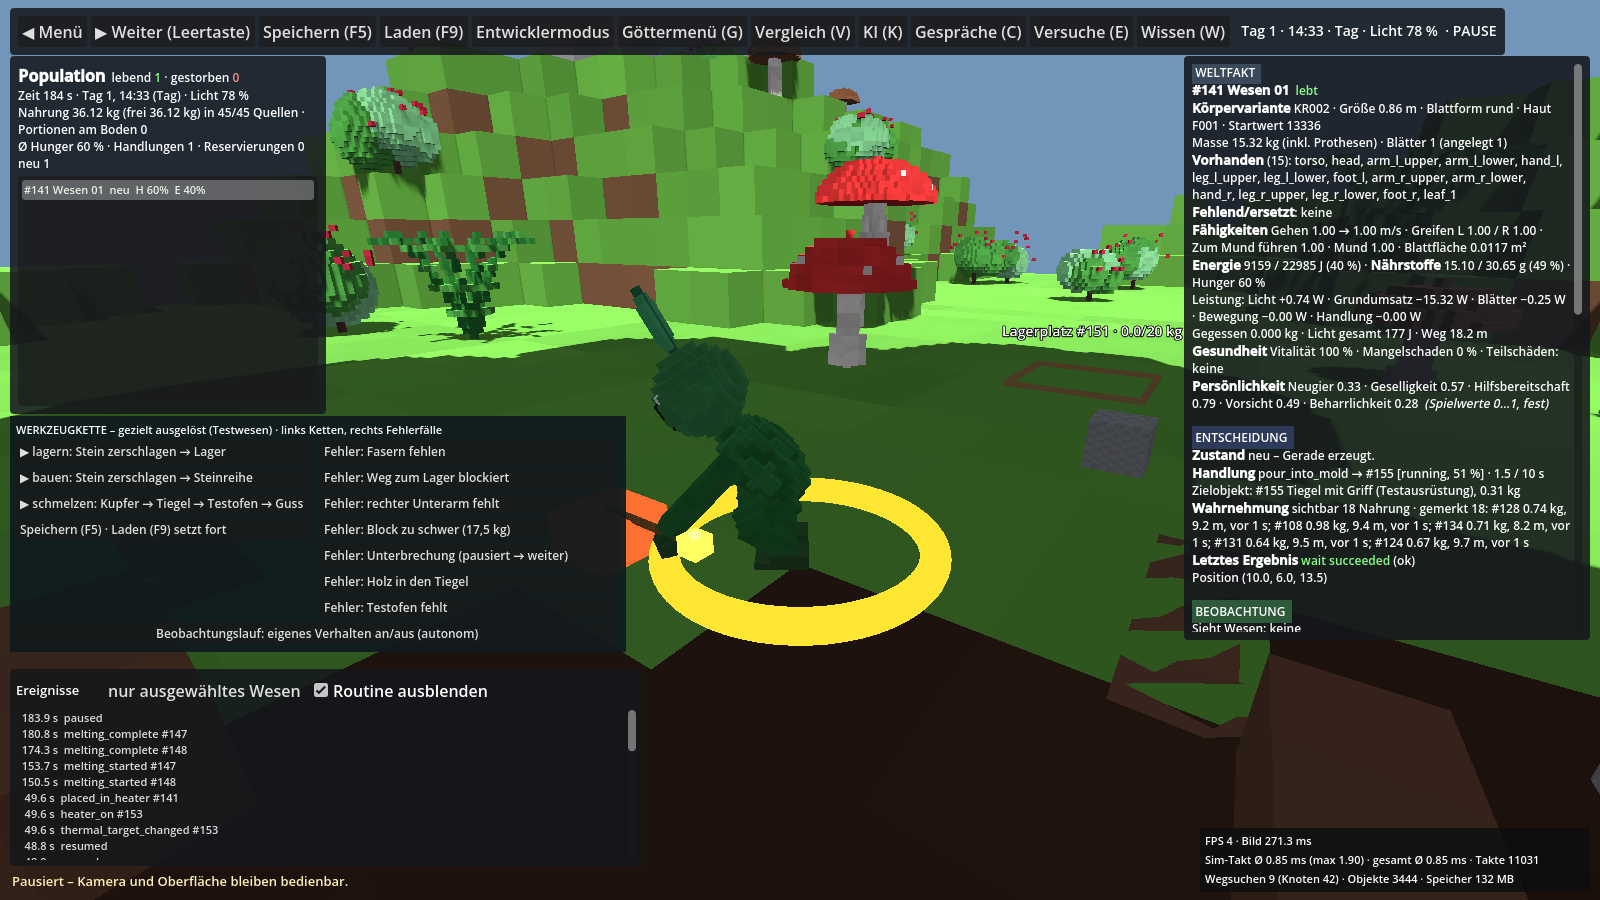 ◀ Menü ▶ Weiter (Leertaste) Speichern (F5) Laden (F9) Entwicklermodus Göttermenü (G) Vergleich (V) KI (K) Gespräche (C) Versuche (E) Wissen (W) Tag 1 · 14:33 · Tag · Licht 78 % · PAUSE
Population lebend 1 · gestorben 0
Zeit 184 s · Tag 1, 14:33 (Tag) · Licht 78 %
Nahrung 36.12 kg (frei 36.12 kg) in 45/45 Quellen ·
Portionen am Boden 0
Ø Hunger 60 % · Handlungen 1 · Reservierungen 0
neu 1
#141 Wesen 01 neu H 60% E 40%
WERKZEUGKETTE – gezielt ausgelöst (Testwesen) · links Ketten, rechts Fehlerfälle
▶ lagern: Stein zerschlagen → Lager
Fehler: Fasern fehlen
▶ bauen: Stein zerschlagen → Steinreihe
Fehler: Weg zum Lager blockiert
▶ schmelzen: Kupfer → Tiegel → Testofen → Guss
Fehler: rechter Unterarm fehlt
Speichern (F5) · Laden (F9) setzt fort
Fehler: Block zu schwer (17,5 kg)
Fehler: Unterbrechung (pausiert → weiter)
Fehler: Holz in den Tiegel
Fehler: Testofen fehlt
Beobachtungslauf: eigenes Verhalten an/aus (autonom)
Ereignisse nur ausgewähltes Wesen Routine ausblenden
183.9 s paused
180.8 s melting_complete #147
174.3 s melting_complete #148
153.7 s melting_started #147
150.5 s melting_started #148
49.6 s placed_in_heater #141
49.6 s heater_on #153
49.6 s thermal_target_changed #153
48.8 s resumed
Pausiert – Kamera und Oberfläche bleiben bedienbar.
Lagerplatz #151 · 0.0/20 kg
WELTFAKT
#141 Wesen 01 lebt
Körpervariante KR002 · Größe 0.86 m · Blattform rund · Haut
F001 · Startwert 13336
Masse 15.32 kg (inkl. Prothesen) · Blätter 1 (angelegt 1)
Vorhanden (15): torso, head, arm_l_upper, arm_l_lower, hand_l,
leg_l_upper, leg_l_lower, foot_l, arm_r_upper, arm_r_lower,
hand_r, leg_r_upper, leg_r_lower, foot_r, leaf_1
Fehlend/ersetzt: keine
Fähigkeiten Gehen 1.00 → 1.00 m/s · Greifen L 1.00 / R 1.00 ·
Zum Mund führen 1.00 · Mund 1.00 · Blattfläche 0.0117 m²
Energie 9159 / 22985 J (40 %) · Nährstoffe 15.10 / 30.65 g (49 %) ·
Hunger 60 %
Leistung: Licht +0.74 W · Grundumsatz −15.32 W · Blätter −0.25 W
· Bewegung −0.00 W · Handlung −0.00 W
Gegessen 0.000 kg · Licht gesamt 177 J · Weg 18.2 m
Gesundheit Vitalität 100 % · Mangelschaden 0 % · Teilschäden:
keine
Persönlichkeit Neugier 0.33 · Geselligkeit 0.57 · Hilfsbereitschaft
0.79 · Vorsicht 0.49 · Beharrlichkeit 0.28 (Spielwerte 0…1, fest)
ENTSCHEIDUNG
Zustand neu – Gerade erzeugt.
Handlung pour_into_mold → #155 [running, 51 %] · 1.5 / 10 s
Zielobjekt: #155 Tiegel mit Griff (Testausrüstung), 0.31 kg
Wahrnehmung sichtbar 18 Nahrung · gemerkt 18: #128 0.74 kg,
9.2 m, vor 1 s; #108 0.98 kg, 9.4 m, vor 1 s; #134 0.71 kg, 8.2 m, vor
1 s; #131 0.64 kg, 9.5 m, vor 1 s; #124 0.67 kg, 9.7 m, vor 1 s
Letztes Ergebnis wait succeeded (ok)
Position (10.0, 6.0, 13.5)
BEOBACHTUNG
Sieht Wesen: keine
FPS 4 · Bild 271.3 ms
Sim-Takt Ø 0.85 ms (max 1.90) · gesamt Ø 0.85 ms · Takte 11031
Wegsuchen 9 (Knoten 42) · Objekte 3444 · Speicher 132 MB